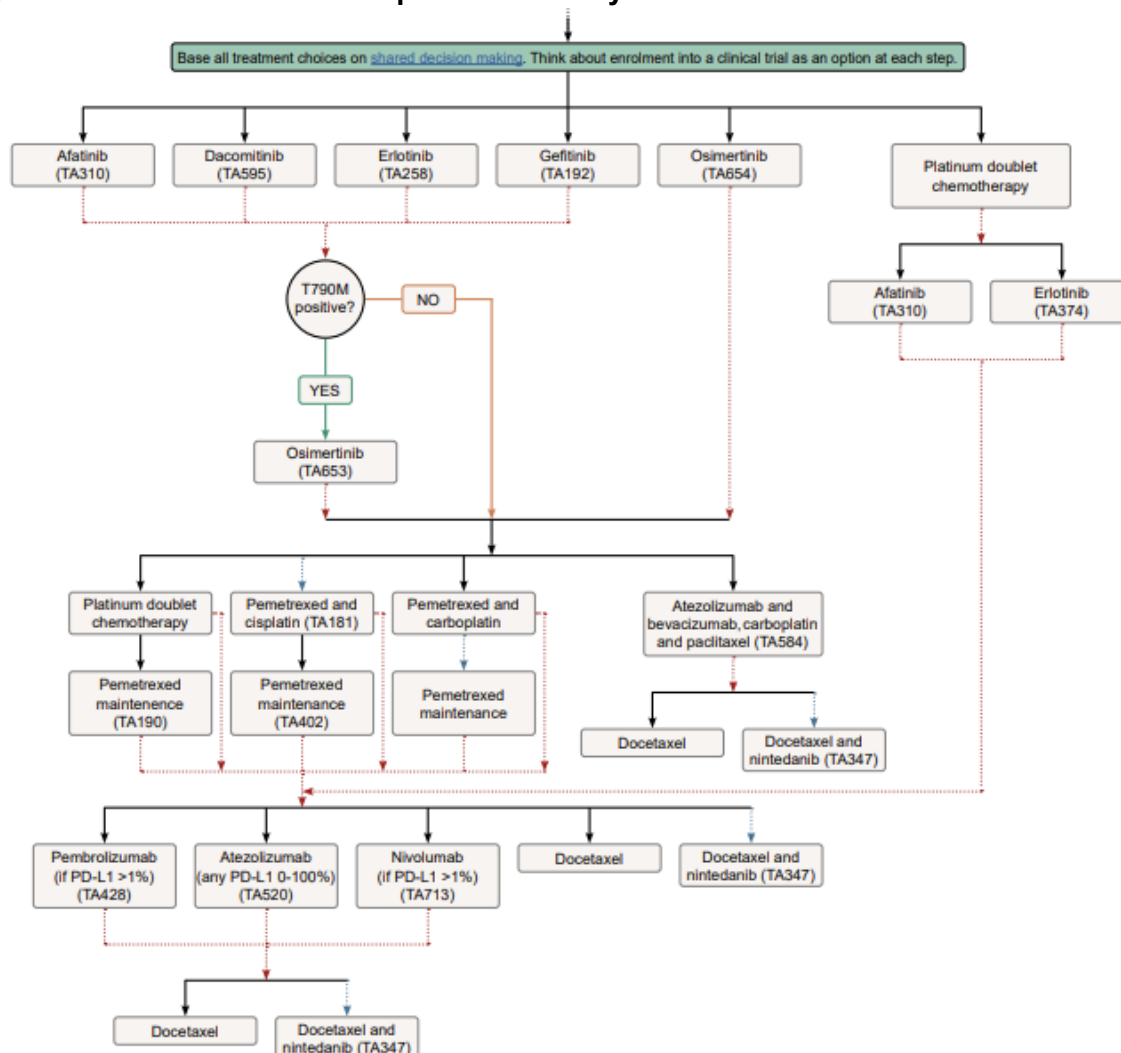 Base all treatment choices on shared decision making. Think about enrolment into a clinical trial as an option at each step.
Afatinib
(TA310)
Dacomitinib
(TA595)
Erlotinib
(TA258)
Gefitinib
(TA192)
Osimertinib
(TA654)
Platinum doublet
chemotherapy
T790M
positive?
NO
YES
Afatinib
(TA310)
Erlotinib
(TA374)
Osimertinib
(TA653)
Platinum doublet
chemotherapy
Pemetrexed and
cisplatin (TA181)
Pemetrexed and
carboplatin
Atezolizumab and
bevacizumab, carboplatin
and paclitaxel (TA584)
Pemetrexed
maintenence
(TA190)
Pemetrexed
maintenance
(TA402)
Pemetrexed
maintenance
Docetaxel
Docetaxel and
nintedanib (TA347)
Pembrolizumab
(if PD-L1 >1%)
(TA428)
Atezolizumab
(any PD-L1 0-100%)
(TA520)
Nivolumab
(if PD-L1 >1%)
(TA713)
Docetaxel
Docetaxel and
nintedanib (TA347)
Docetaxel
Docetaxel and
nintedanib (TA347)